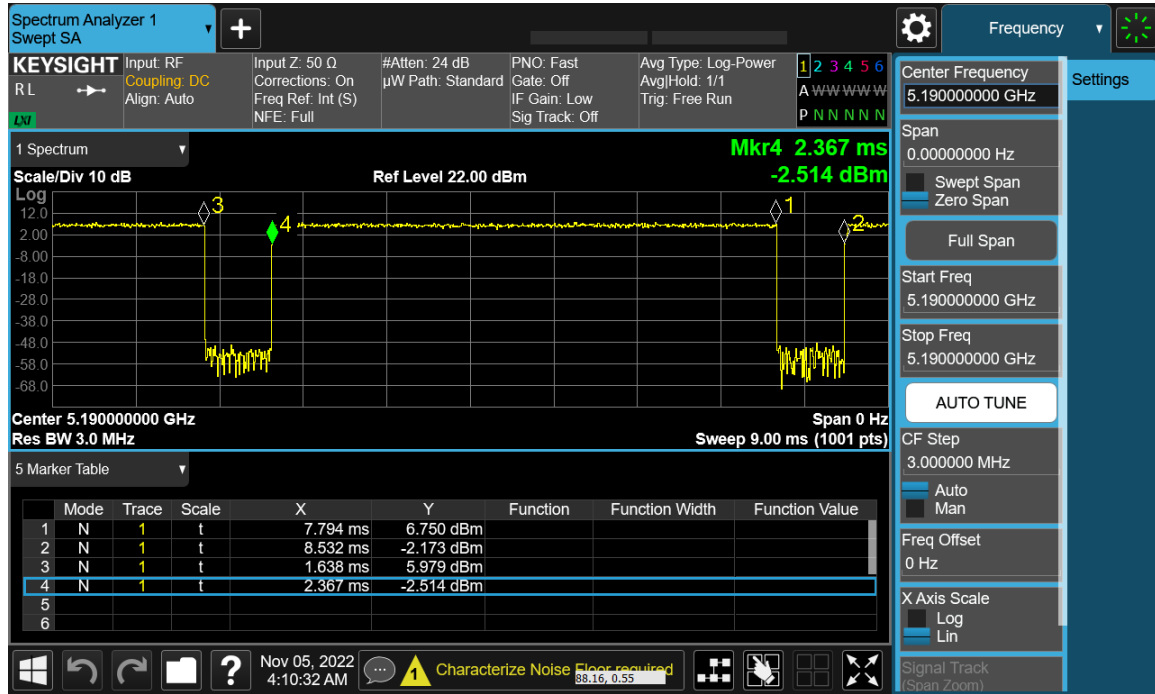 Spectrum Analyzer 1
Swept SA
Frequency
KEYSIGHT
RL
LXI
Input: RF
Coupling: DC
Align: Auto
Input Z: 50 Ω
Corrections: On
Freq Ref: Int (S)
NFE: Full
#Atten: 24 dB
µW Path: Standard
PNO: Fast
Gate: Off
IF Gain: Low
Sig Track: Off
Avg Type: Log-Power
Avg|Hold: 1/1
Trig: Free Run
1 2 3 4 5 6
A W W W W W
P N N N N N
1 Spectrum
Mkr4 2.367 ms
-2.514 dBm
Scale/Div 10 dB
Ref Level 22.00 dBm
Log
12.0
2.00
-8.00
-18.0
-28.0
-38.0
-48.0
-58.0
-68.0
3
4
1
2
Center 5.190000000 GHz
Span 0 Hz
Res BW 3.0 MHz
Sweep 9.00 ms (1001 pts)
5 Marker Table
Mode Trace Scale X Y Function Function Width Function Value
1 N 1 t 7.794 ms 6.750 dBm
2 N 1 t 8.532 ms -2.173 dBm
3 N 1 t 1.638 ms 5.979 dBm
4 N 1 t 2.367 ms -2.514 dBm
5
6
Center Frequency
5.190000000 GHz
Settings
Span
0.00000000 Hz
Swept Span
Zero Span
Full Span
Start Freq
5.190000000 GHz
Stop Freq
5.190000000 GHz
AUTO TUNE
CF Step
3.000000 MHz
Auto
Man
Freq Offset
0 Hz
X Axis Scale
Log
Lin
Signal Track
(Span Zoom)
?
Nov 05, 2022
4:10:32 AM
1
Characterize Noise Floor required
88.16, 0.55